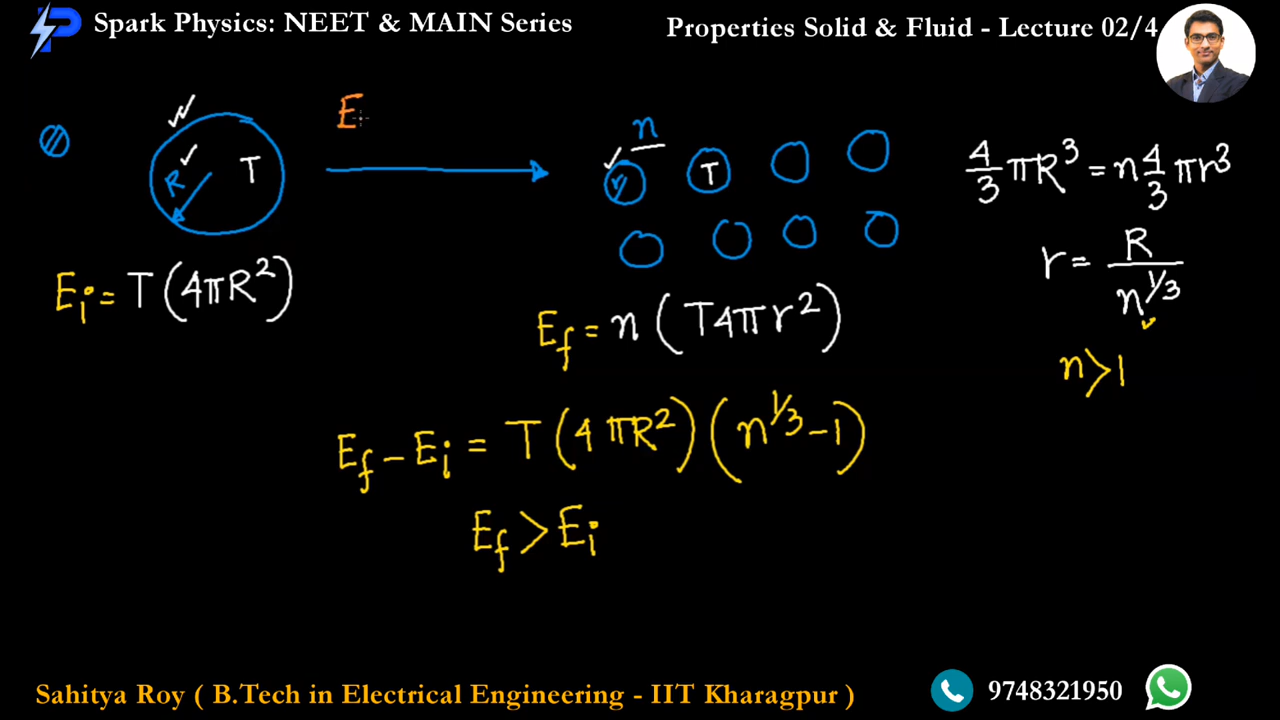 Spark Physics: NEET & MAIN Series
Properties Solid & Fluid - Lecture 02/4
E
R T
n
r T
4/3 πR³ = n 4/3 πr³
r = R/n^1/3
n>1
Ei = T(4πR²)
Ef = n (T4πr²)
Ef - Ei = T(4πR²)(n^1/3 - 1)
Ef > Ei
Sahitya Roy ( B.Tech in Electrical Engineering - IIT Kharagpur )
9748321950